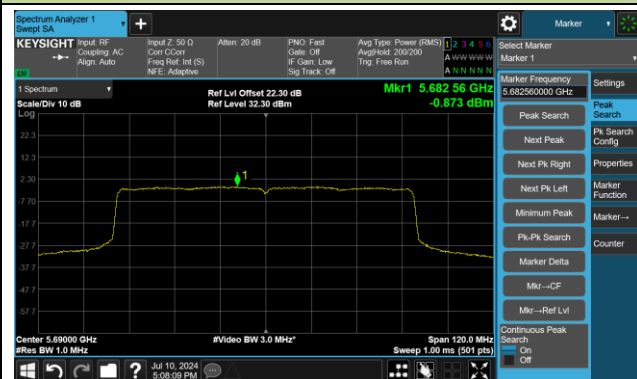 Spectrum Analyzer 1
Swept SA
+
Marker
KEYSIGHT
Input: RF
Coupling: AC
Align: Auto
Input Z: 50 Ω
Corr CCorr
Freq Ref: Int (S)
NFE: Adaptive
Atten: 20 dB
PNO: Fast
Gate: Off
IF Gain: Low
Sig Track: Off
Avg Type: Power (RMS)
Avg|Hold: 200/200
Trig: Free Run
1 2 3 4 5 6
A W W W W W
A N N N N N
Select Marker
Marker 1
1 Spectrum
Scale/Div 10 dB
Log
Ref Lvl Offset 22.30 dB
Ref Level 32.30 dBm
Mkr1 5.682 56 GHz
-0.873 dBm
22.3
12.3
2.30
-7.70
-17.7
-27.7
-37.7
-47.7
-57.7
1
Center 5.69000 GHz
#Res BW 1.0 MHz
#Video BW 3.0 MHz*
Span 120.0 MHz
Sweep 1.00 ms (501 pts)
Marker Frequency
5.682560000 GHz
Peak Search
Next Peak
Next Pk Right
Next Pk Left
Minimum Peak
Pk-Pk Search
Marker Delta
Mkr→CF
Mkr→Ref Lvl
Continuous Peak
Search
On
Off
Settings
Peak
Search
Pk Search
Config
Properties
Marker
Function
Marker→
Counter
?
Jul 10, 2024
5:08:09 PM